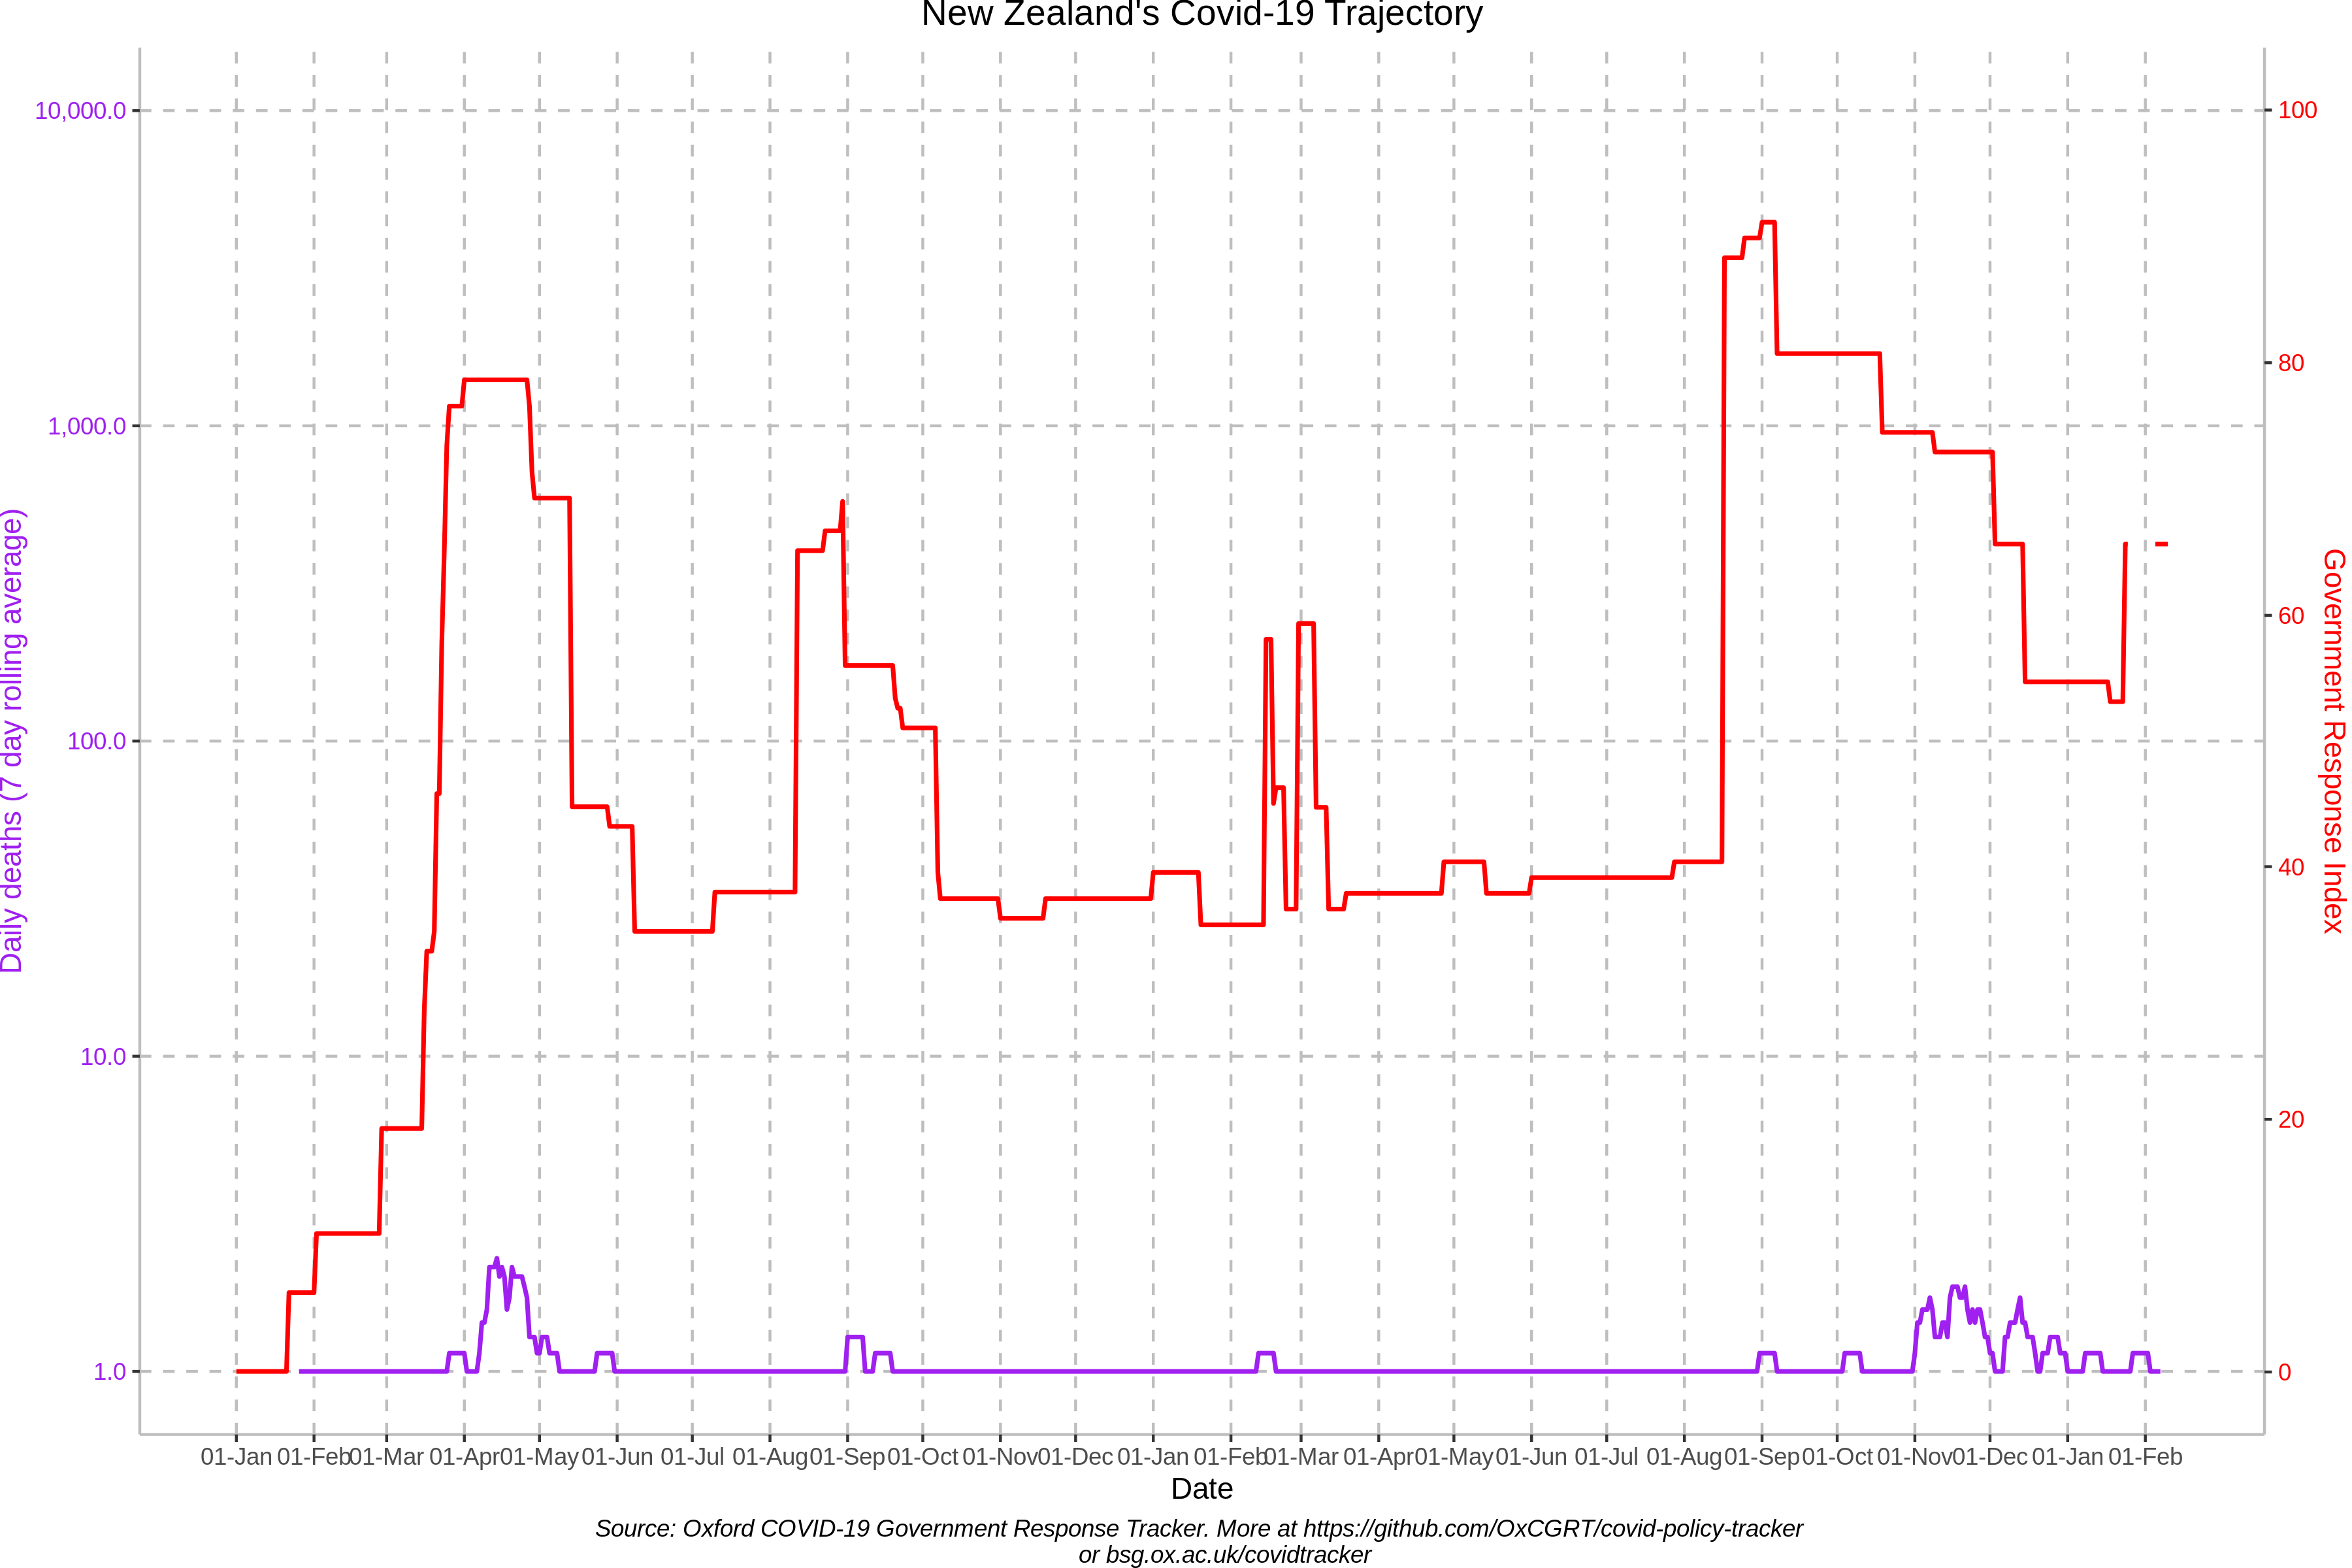 New Zealand's Covid-19 Trajectory
10,000.0
1,000.0
100.0
10.0
1.0
Daily deaths (7 day rolling average)
100
80
60
40
20
0
Government Response Index
01-Jan 01-Feb 01-Mar 01-Apr 01-May 01-Jun 01-Jul 01-Aug 01-Sep 01-Oct 01-Nov 01-Dec 01-Jan 01-Feb 01-Mar 01-Apr 01-May 01-Jun 01-Jul 01-Aug 01-Sep 01-Oct 01-Nov 01-Dec 01-Jan 01-Feb
Date
Source: Oxford COVID-19 Government Response Tracker. More at https://github.com/OxCGRT/covid-policy-tracker
or bsg.ox.ac.uk/covidtracker